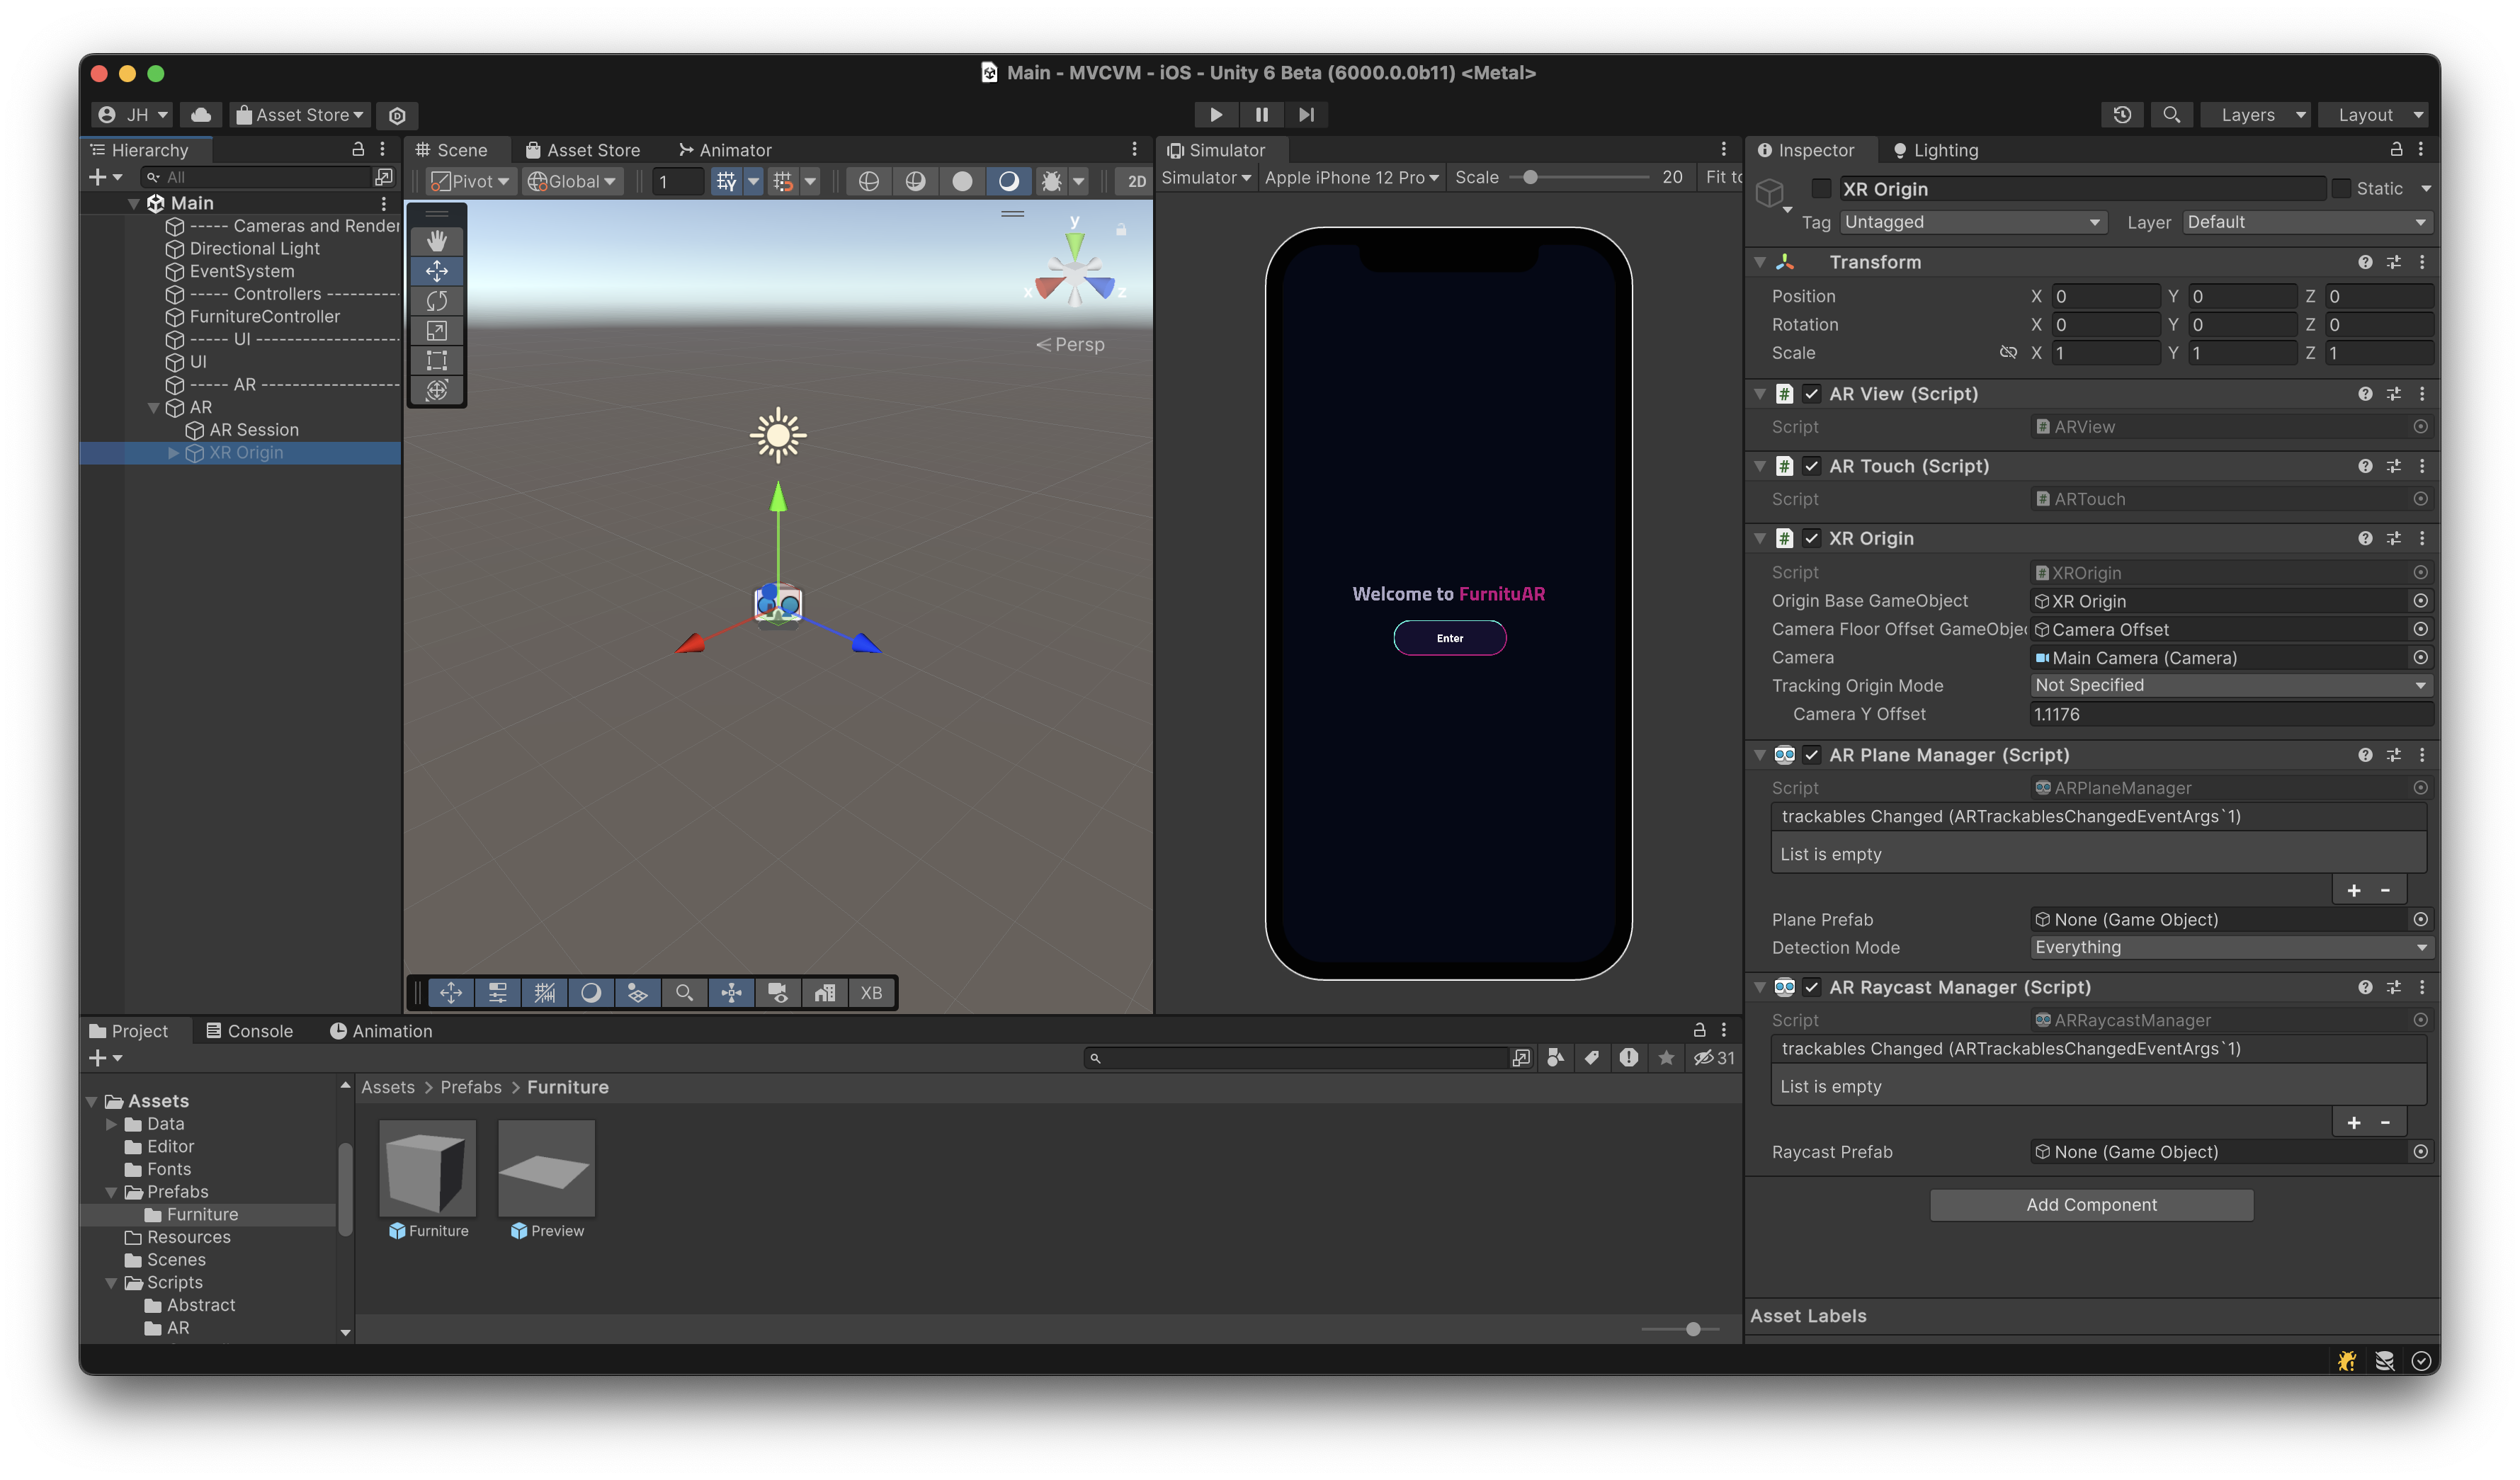 Main - MVCVM - iOS - Unity 6 Beta (6000.0.0b11) <Metal>
JH
Asset Store
Layers
Layout
Hierarchy
All
Main
----- Cameras and Render
Directional Light
EventSystem
----- Controllers ---------
FurnitureController
----- UI ------------------
UI
----- AR -----------------
AR
AR Session
XR Origin
Scene
Asset Store
Animator
Pivot
Global
1
2D
y
x
z
Persp
XB
Simulator
Simulator
Apple iPhone 12 Pro
Scale
20
Fit to
Welcome to FurnituAR
Enter
Inspector
Lighting
XR Origin
Static
Tag
Untagged
Layer
Default
Transform
Position X 0 Y 0 Z 0
Rotation X 0 Y 0 Z 0
Scale X 1 Y 1 Z 1
# AR View (Script)
Script # ARView
# AR Touch (Script)
Script # ARTouch
# XR Origin
Script # XROrigin
Origin Base GameObject XR Origin
Camera Floor Offset GameObjec Camera Offset
Camera Main Camera (Camera)
Tracking Origin Mode Not Specified
Camera Y Offset 1.1176
AR Plane Manager (Script)
Script ARPlaneManager
trackables Changed (ARTrackablesChangedEventArgs`1)
List is empty
+ -
Plane Prefab None (Game Object)
Detection Mode Everything
AR Raycast Manager (Script)
Script ARRaycastManager
trackables Changed (ARTrackablesChangedEventArgs`1)
List is empty
+ -
Raycast Prefab None (Game Object)
Add Component
Asset Labels
Project
Console
Animation
31
Assets
Data
Editor
Fonts
Prefabs
Furniture
Resources
Scenes
Scripts
Abstract
AR
Assets > Prefabs > Furniture
Furniture
Preview